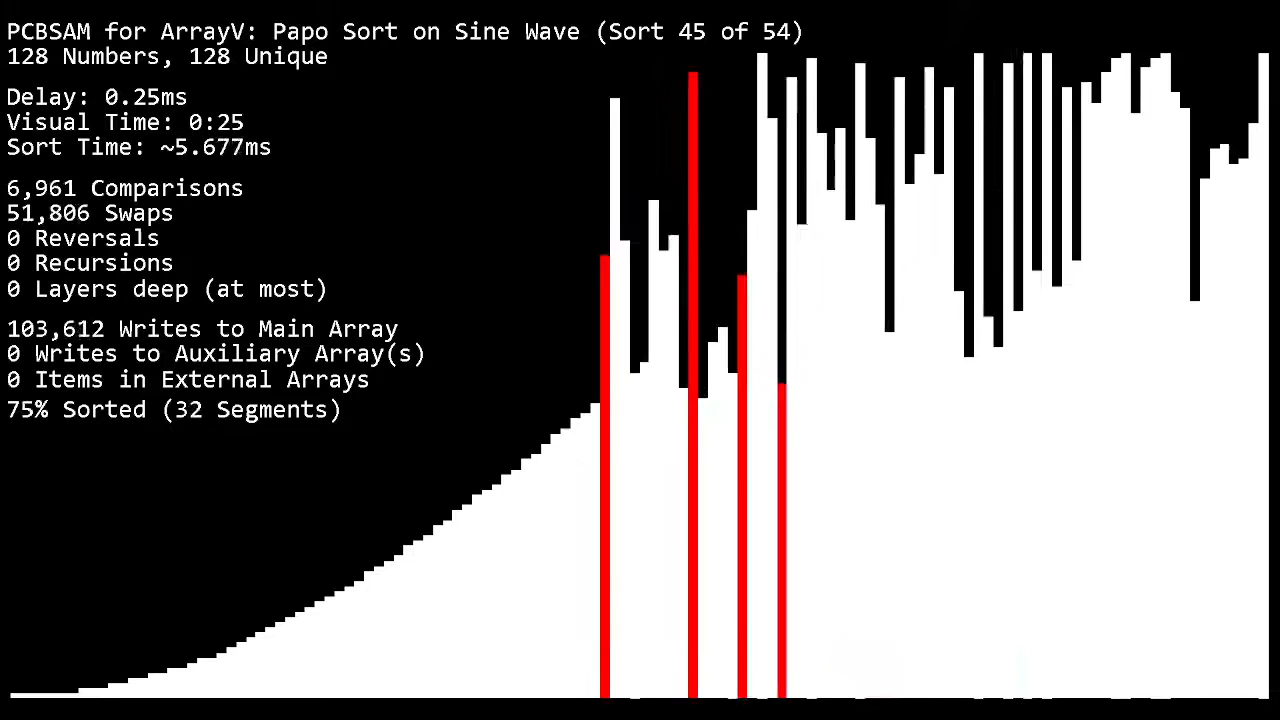 PCBSAM for ArrayV: Papo Sort on Sine Wave (Sort 45 of 54)
128 Numbers, 128 Unique
Delay: 0.25ms
Visual Time: 0:25
Sort Time: ~5.677ms
6,961 Comparisons
51,806 Swaps
0 Reversals
0 Recursions
0 Layers deep (at most)
103,612 Writes to Main Array
0 Writes to Auxiliary Array(s)
0 Items in External Arrays
75% Sorted (32 Segments)